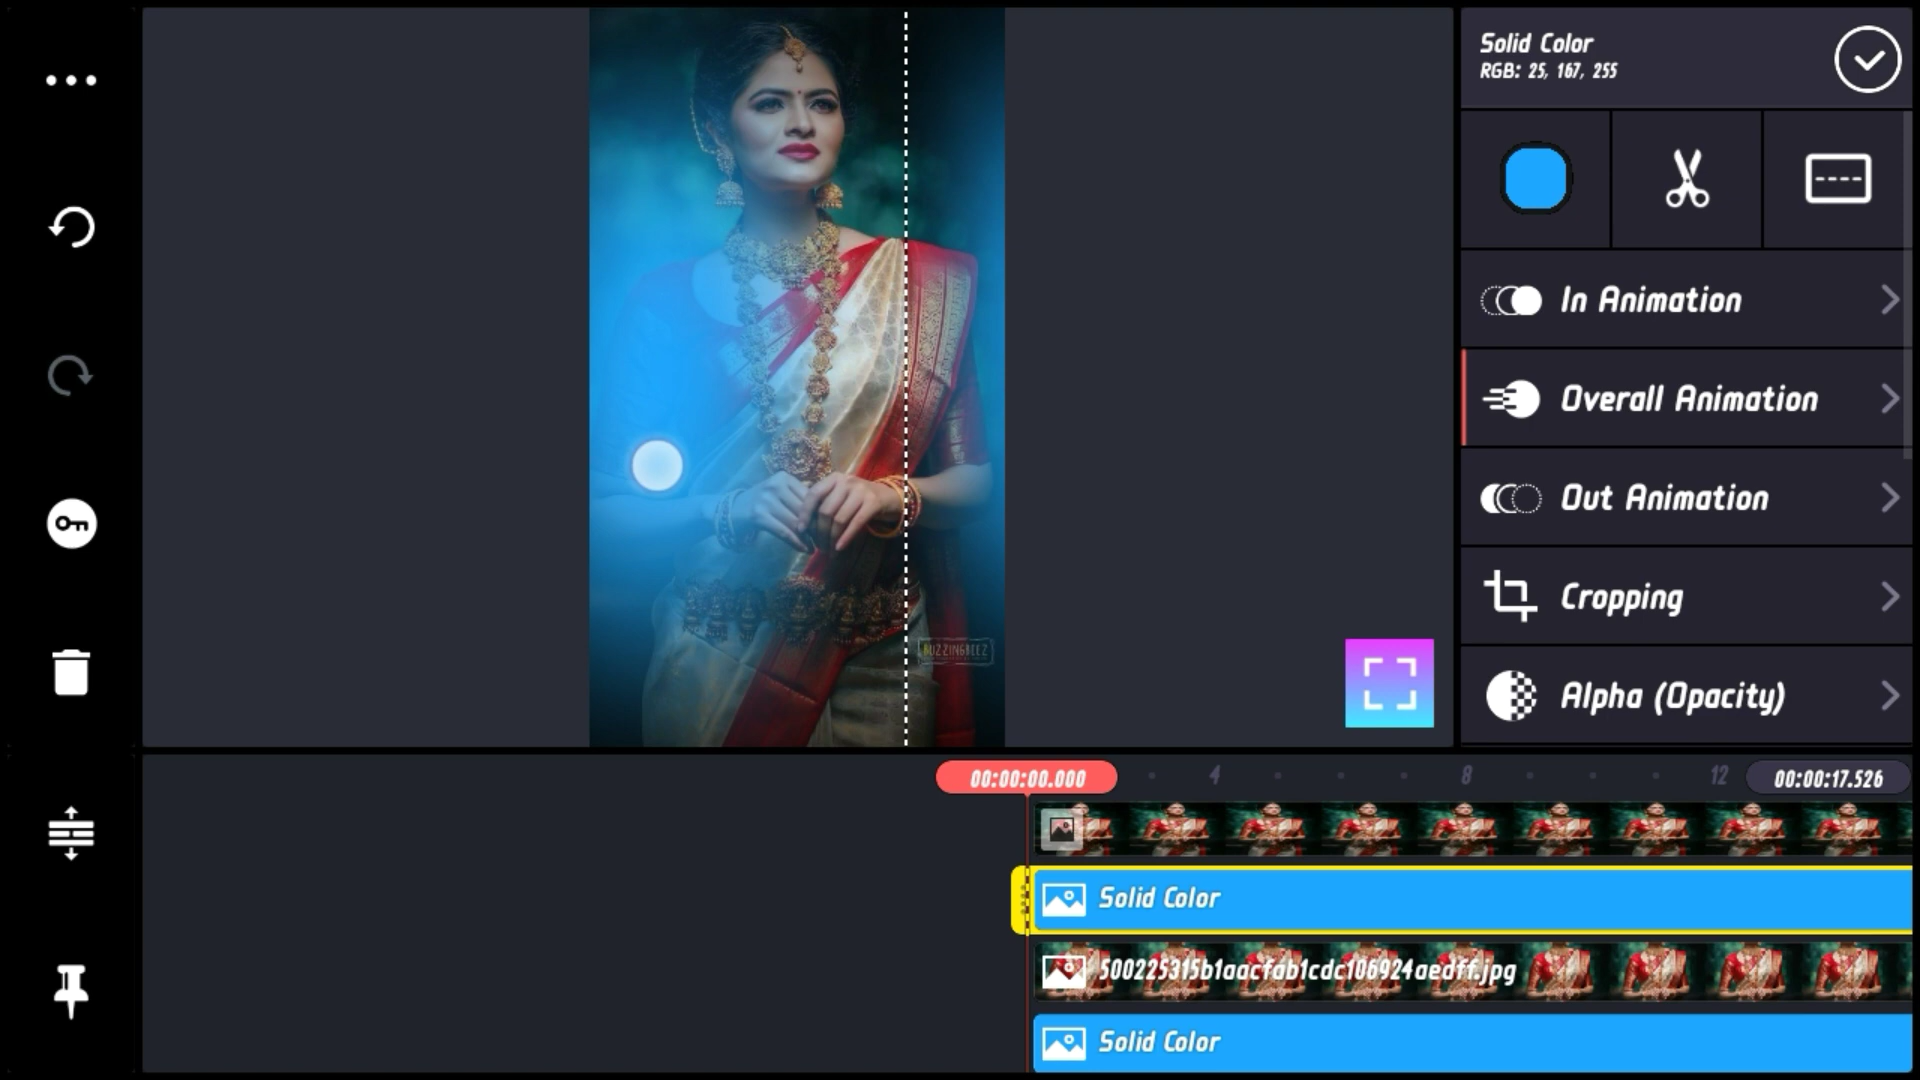 Solid Color
RGB: 25, 167, 255
In Animation
Overall Animation
Out Animation
Cropping
Alpha (Opacity)
BUZZINGBEEZ
00:00:00.000
4
8
12
00:00:17.526
Solid Color
500225315b1aacfab1cdc106924aedff.jpg
Solid Color